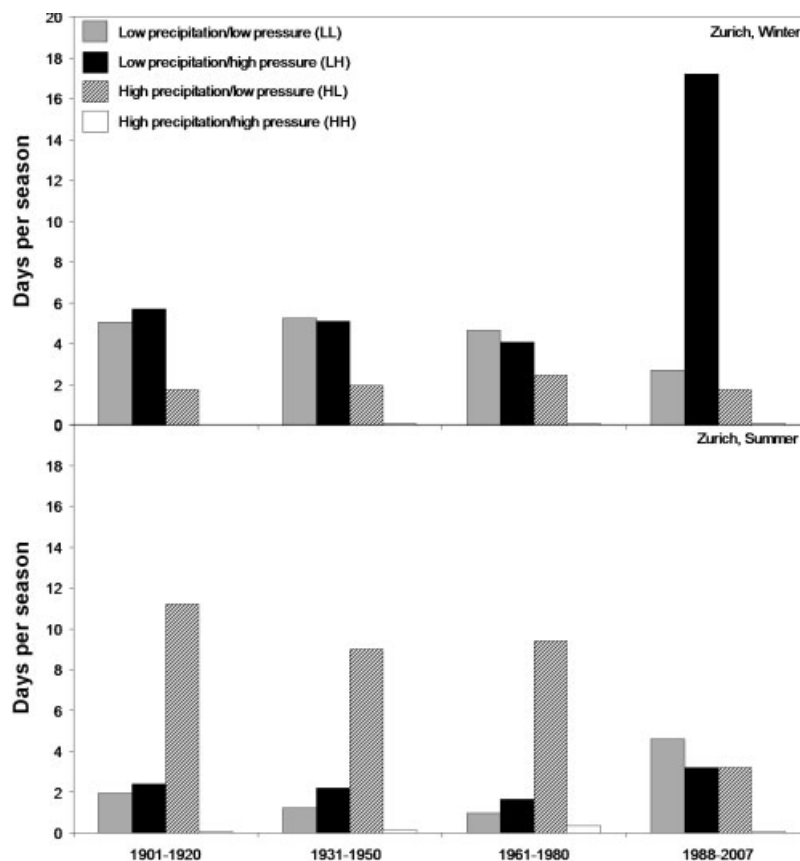 20
Low precipitation/low pressure (LL)
Zurich, Winter
18
Low precipitation/high pressure (LH)
16
High precipitation/low pressure (HL)
High precipitation/high pressure (HH)
14
12
10
8
6
4
2
0
Days per season
Zurich, Summer
18
16
14
12
10
8
6
4
2
0
Days per season
1901-1920 1931-1950 1961-1980 1988-2007